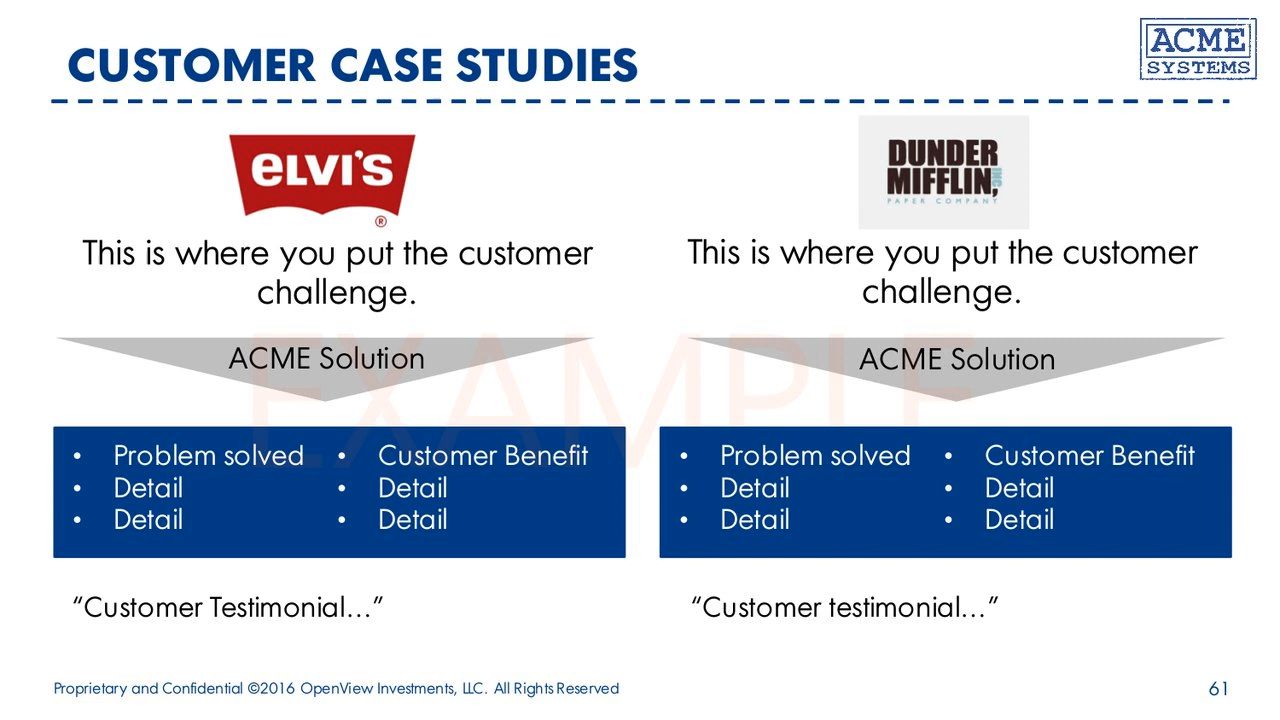 CUSTOMER CASE STUDIES
ACME
SYSTEMS
eLVI'S
®
This is where you put the customer
challenge.
ACME Solution
• Problem solved
• Detail
• Detail
• Customer Benefit
• Detail
• Detail
“Customer Testimonial…”
DUNDER
MIFFLIN, INC
PAPER COMPANY
This is where you put the customer
challenge.
ACME Solution
• Problem solved
• Detail
• Detail
• Customer Benefit
• Detail
• Detail
“Customer testimonial…”
EXAMPLE
Proprietary and Confidential ©2016 OpenView Investments, LLC. All Rights Reserved
61